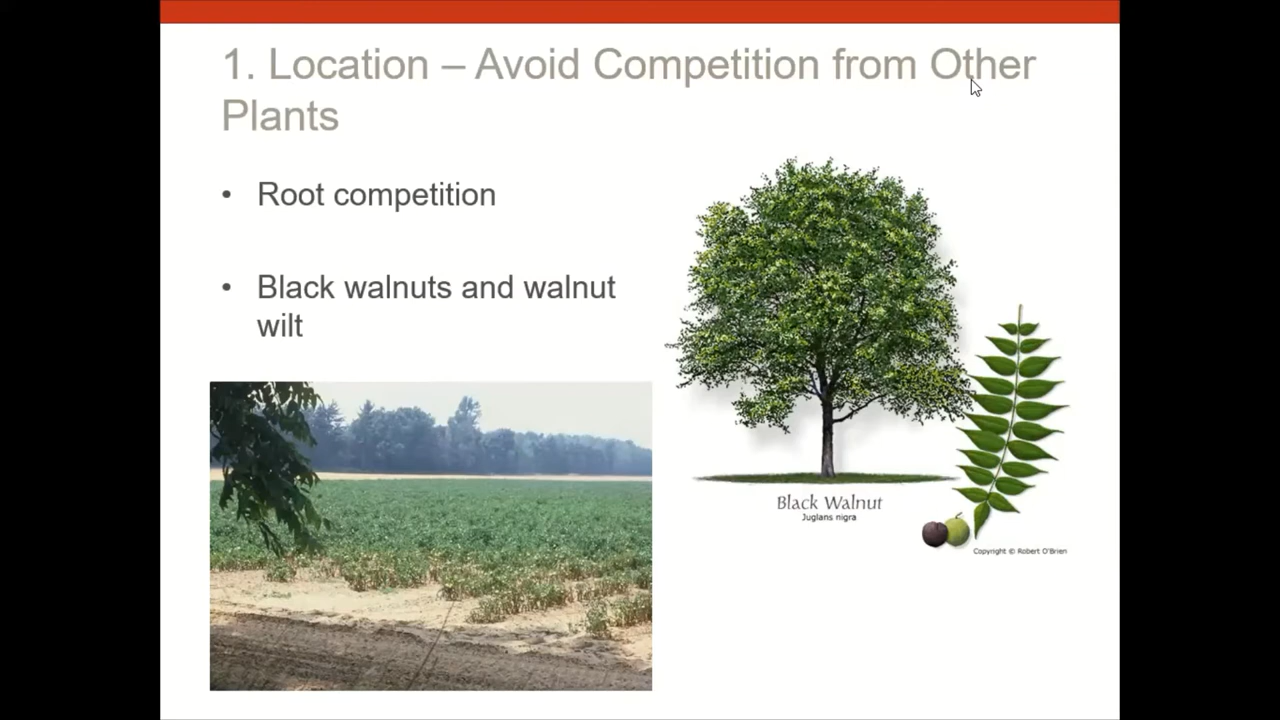 1. Location – Avoid Competition from Other
Plants
• Root competition
• Black walnuts and walnut
wilt
Black Walnut
Juglans nigra
Copyright © Robert O'Brien